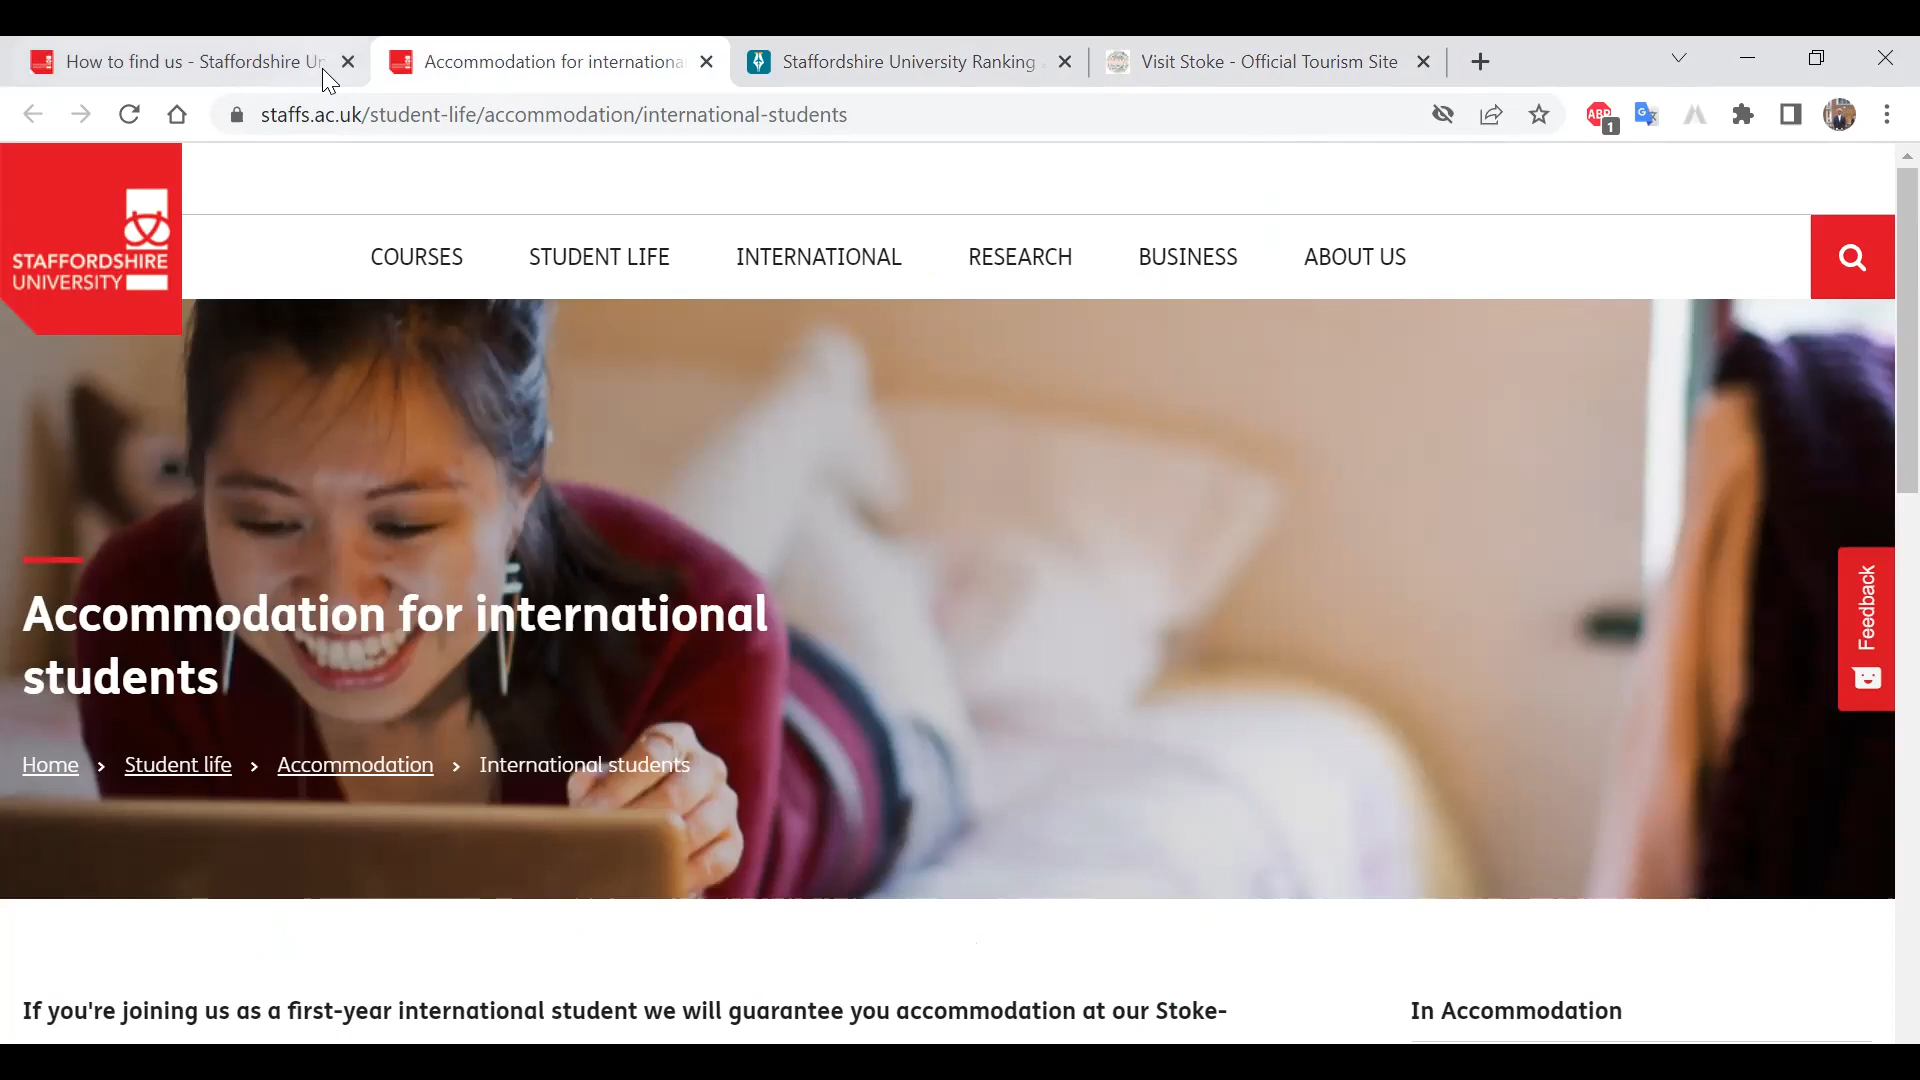 How to find us - Staffordshire Un
Accommodation for internationa
Staffordshire University Ranking
Visit Stoke - Official Tourism Site
staffs.ac.uk/student-life/accommodation/international-students
ABP
1
STAFFORDSHIRE
UNIVERSITY
COURSES
STUDENT LIFE
INTERNATIONAL
RESEARCH
BUSINESS
ABOUT US
Feedback
Accommodation for international
students
Home > Student life > Accommodation > International students
If you're joining us as a first-year international student we will guarantee you accommodation at our Stoke-
In Accommodation